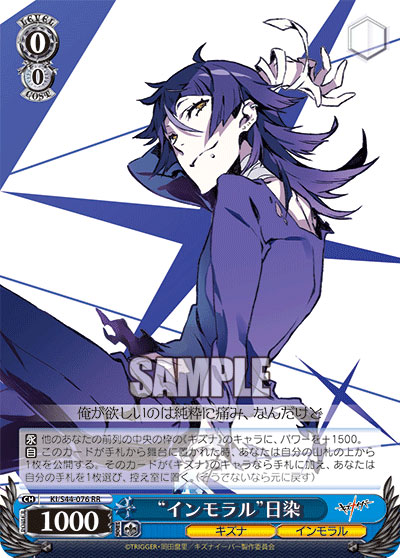 LEVEL
0
0
COST
SAMPLE
俺が欲しいのは純粋に痛み、なんだけど
永 他のあなたの前列の中央の枠の《キズナ》のキャラに、パワーを+1500。
自 このカードが手札から舞台に置かれた時、あなたは自分の山札の上から
1枚を公開する。そのカードが《キズナ》のキャラなら手札に加え、あなたは
自分の手札を1枚選び、控え室に置く。(そうでないなら元に戻す)
CH KI/S44-076 RR
"インモラル"日染
POWER
1000
キズナ インモラル
キズナイーバー
©TRIGGER・岡田麿里/キズナイーバー製作委員会